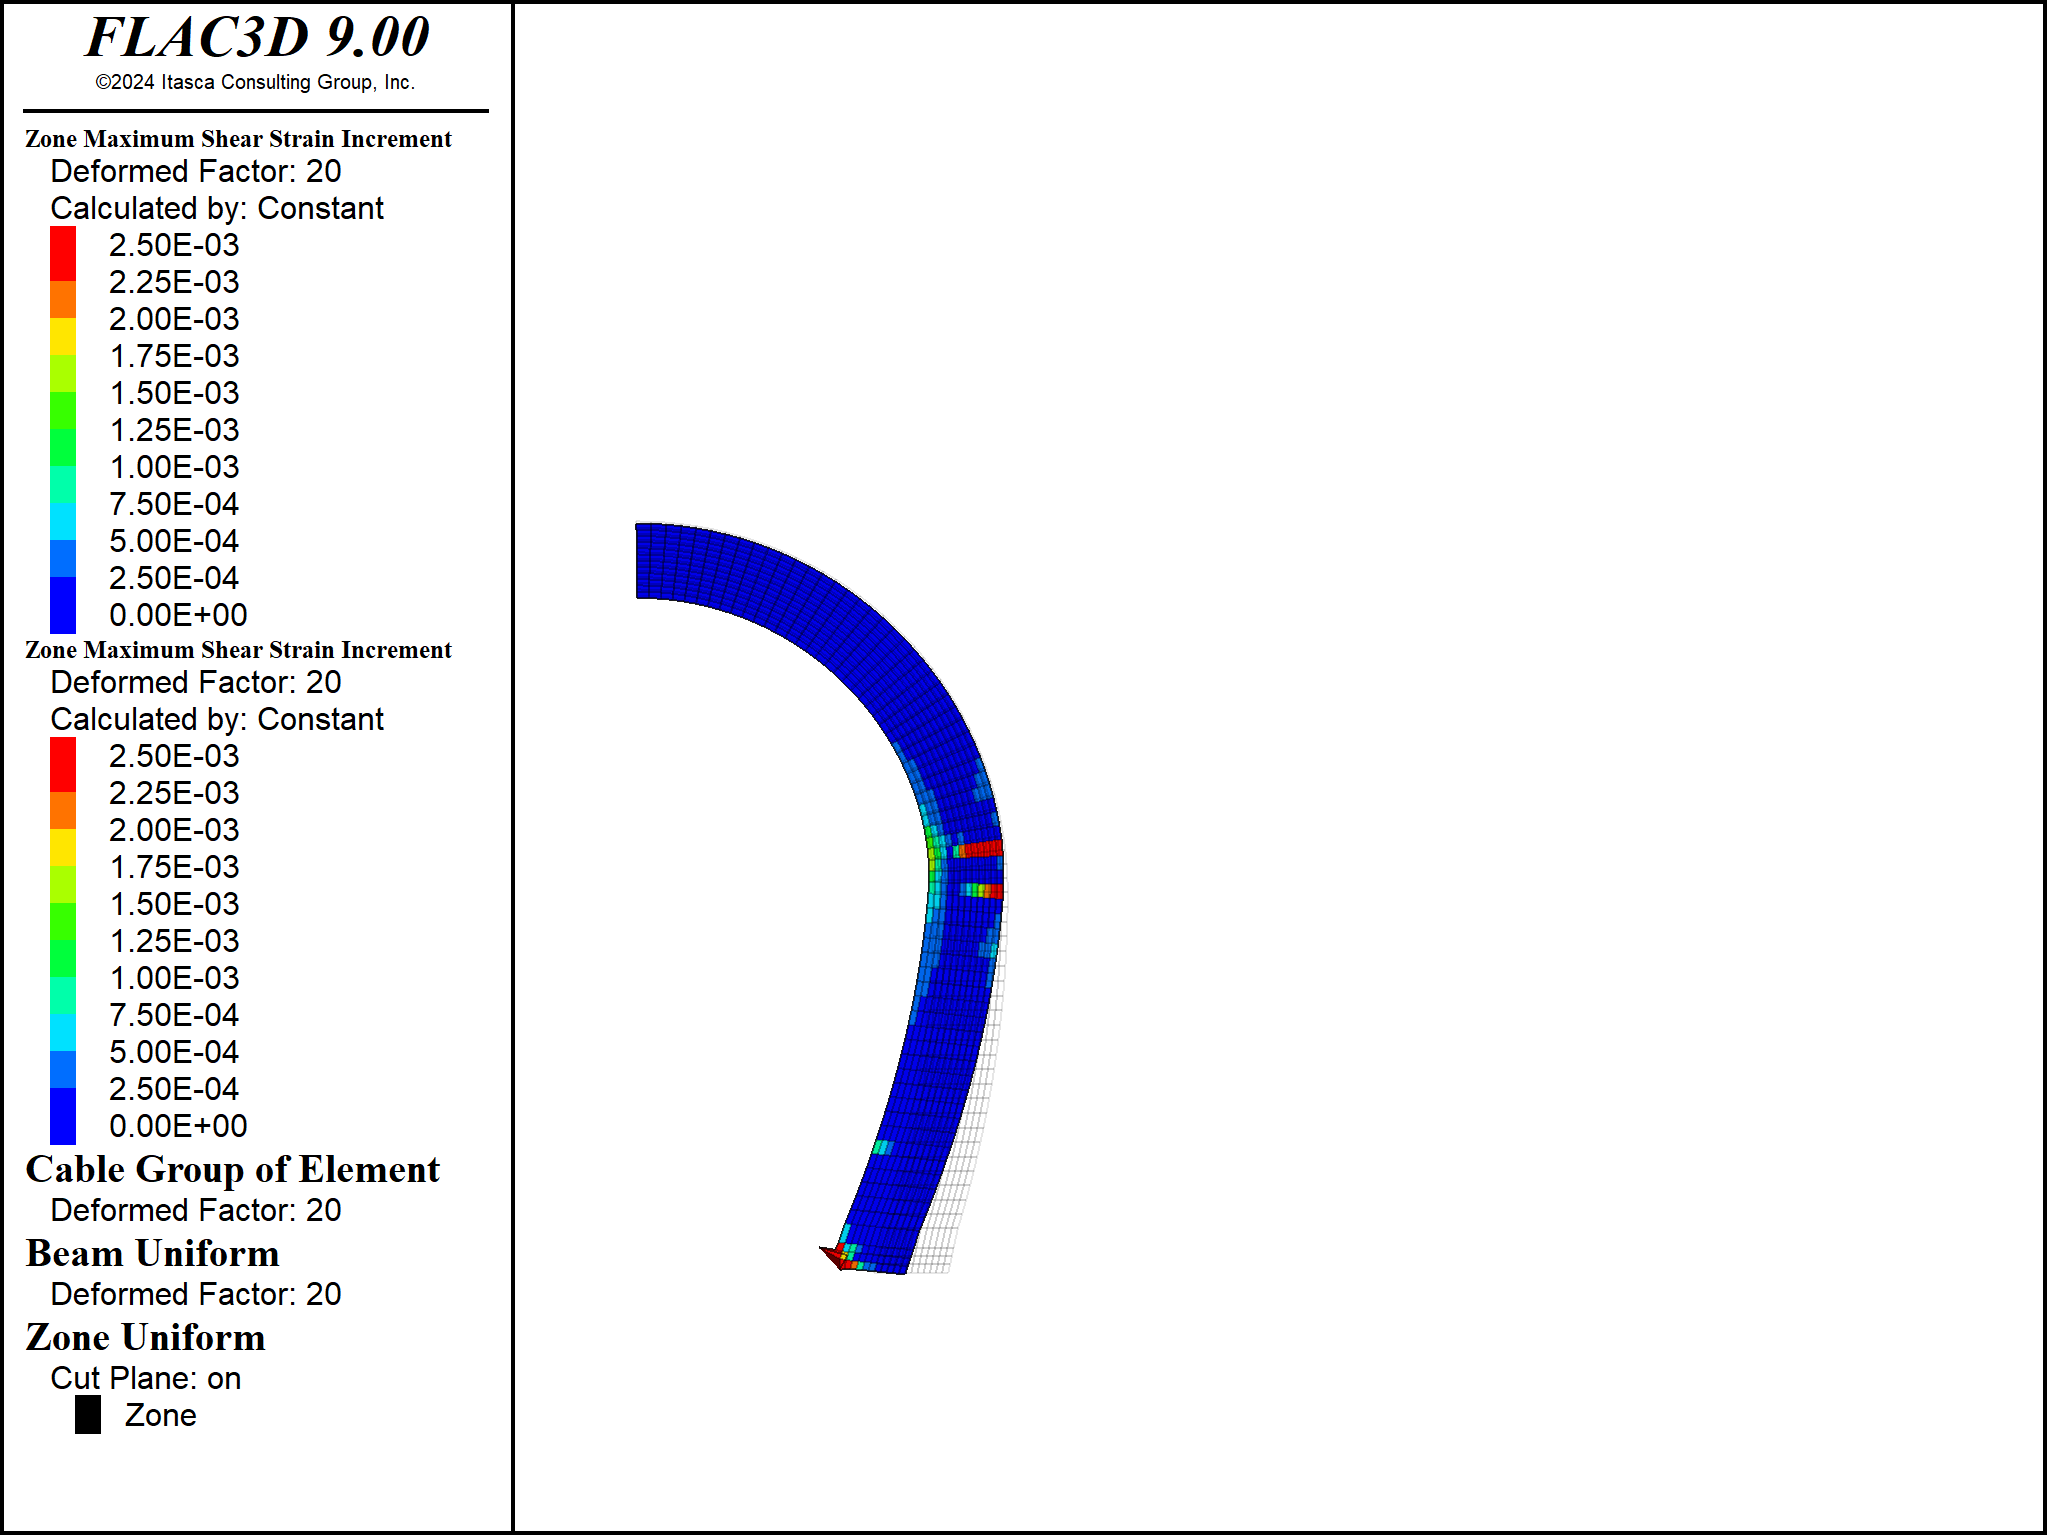 FLAC3D 9.00
©2024 Itasca Consulting Group, Inc.
Zone Maximum Shear Strain Increment
Deformed Factor: 20
Calculated by: Constant
2.50E-03
2.25E-03
2.00E-03
1.75E-03
1.50E-03
1.25E-03
1.00E-03
7.50E-04
5.00E-04
2.50E-04
0.00E+00
Zone Maximum Shear Strain Increment
Deformed Factor: 20
Calculated by: Constant
2.50E-03
2.25E-03
2.00E-03
1.75E-03
1.50E-03
1.25E-03
1.00E-03
7.50E-04
5.00E-04
2.50E-04
0.00E+00
Cable Group of Element
Deformed Factor: 20
Beam Uniform
Deformed Factor: 20
Zone Uniform
Cut Plane: on
Zone